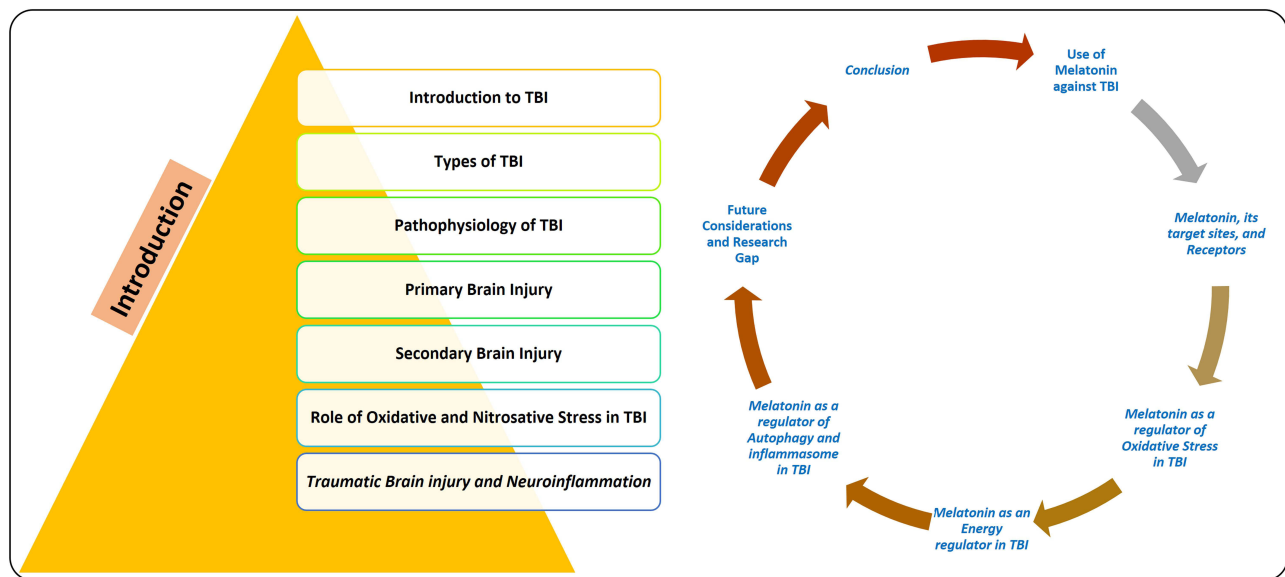 Introduction
Introduction to TBI
Types of TBI
Pathophysiology of TBI
Primary Brain Injury
Secondary Brain Injury
Role of Oxidative and Nitrosative Stress in TBI
Traumatic Brain injury and Neuroinflammation
Use of
Melatonin
against TBI
Melatonin, its
target sites, and
Receptors
Melatonin as a
regulator of
Oxidative Stress
in TBI
Melatonin as an
Energy
regulator in TBI
Melatonin as a
regulator of
Autophagy and
inflammasome
in TBI
Future
Considerations
and Research
Gap
Conclusion